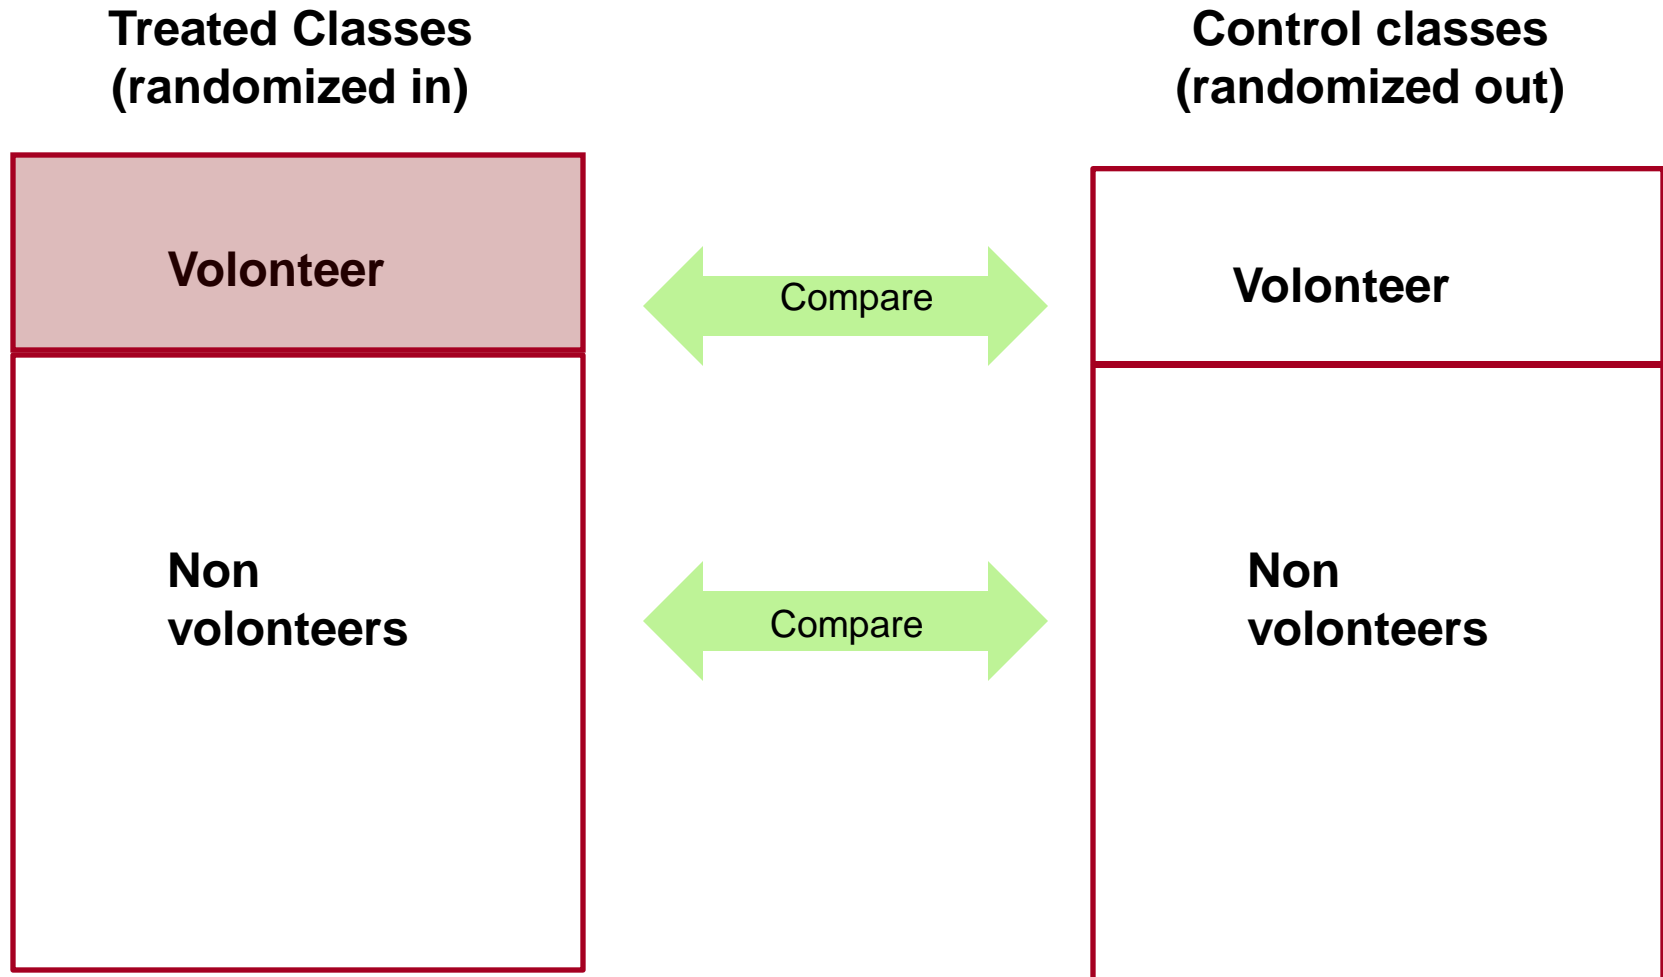 Treated Classes
(randomized in)
Control classes
(randomized out)
Volonteer
Compare
Volonteer
Non
volonteers
Compare
Non
volonteers